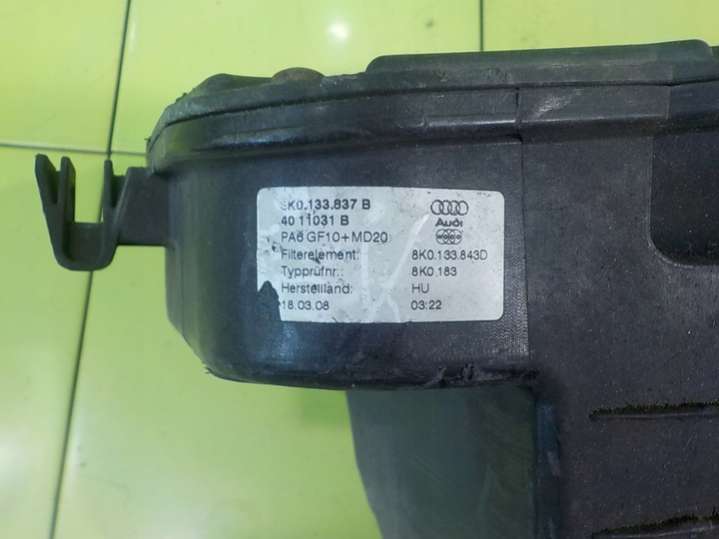 8K0.133.837 B
40 11031 B
PA6 GF10+MD20
Audi
Filterelement: 8K0.133.843D
Typprüfnr.: 8K0.183
Herstellland: HU
18.03.08 03:22